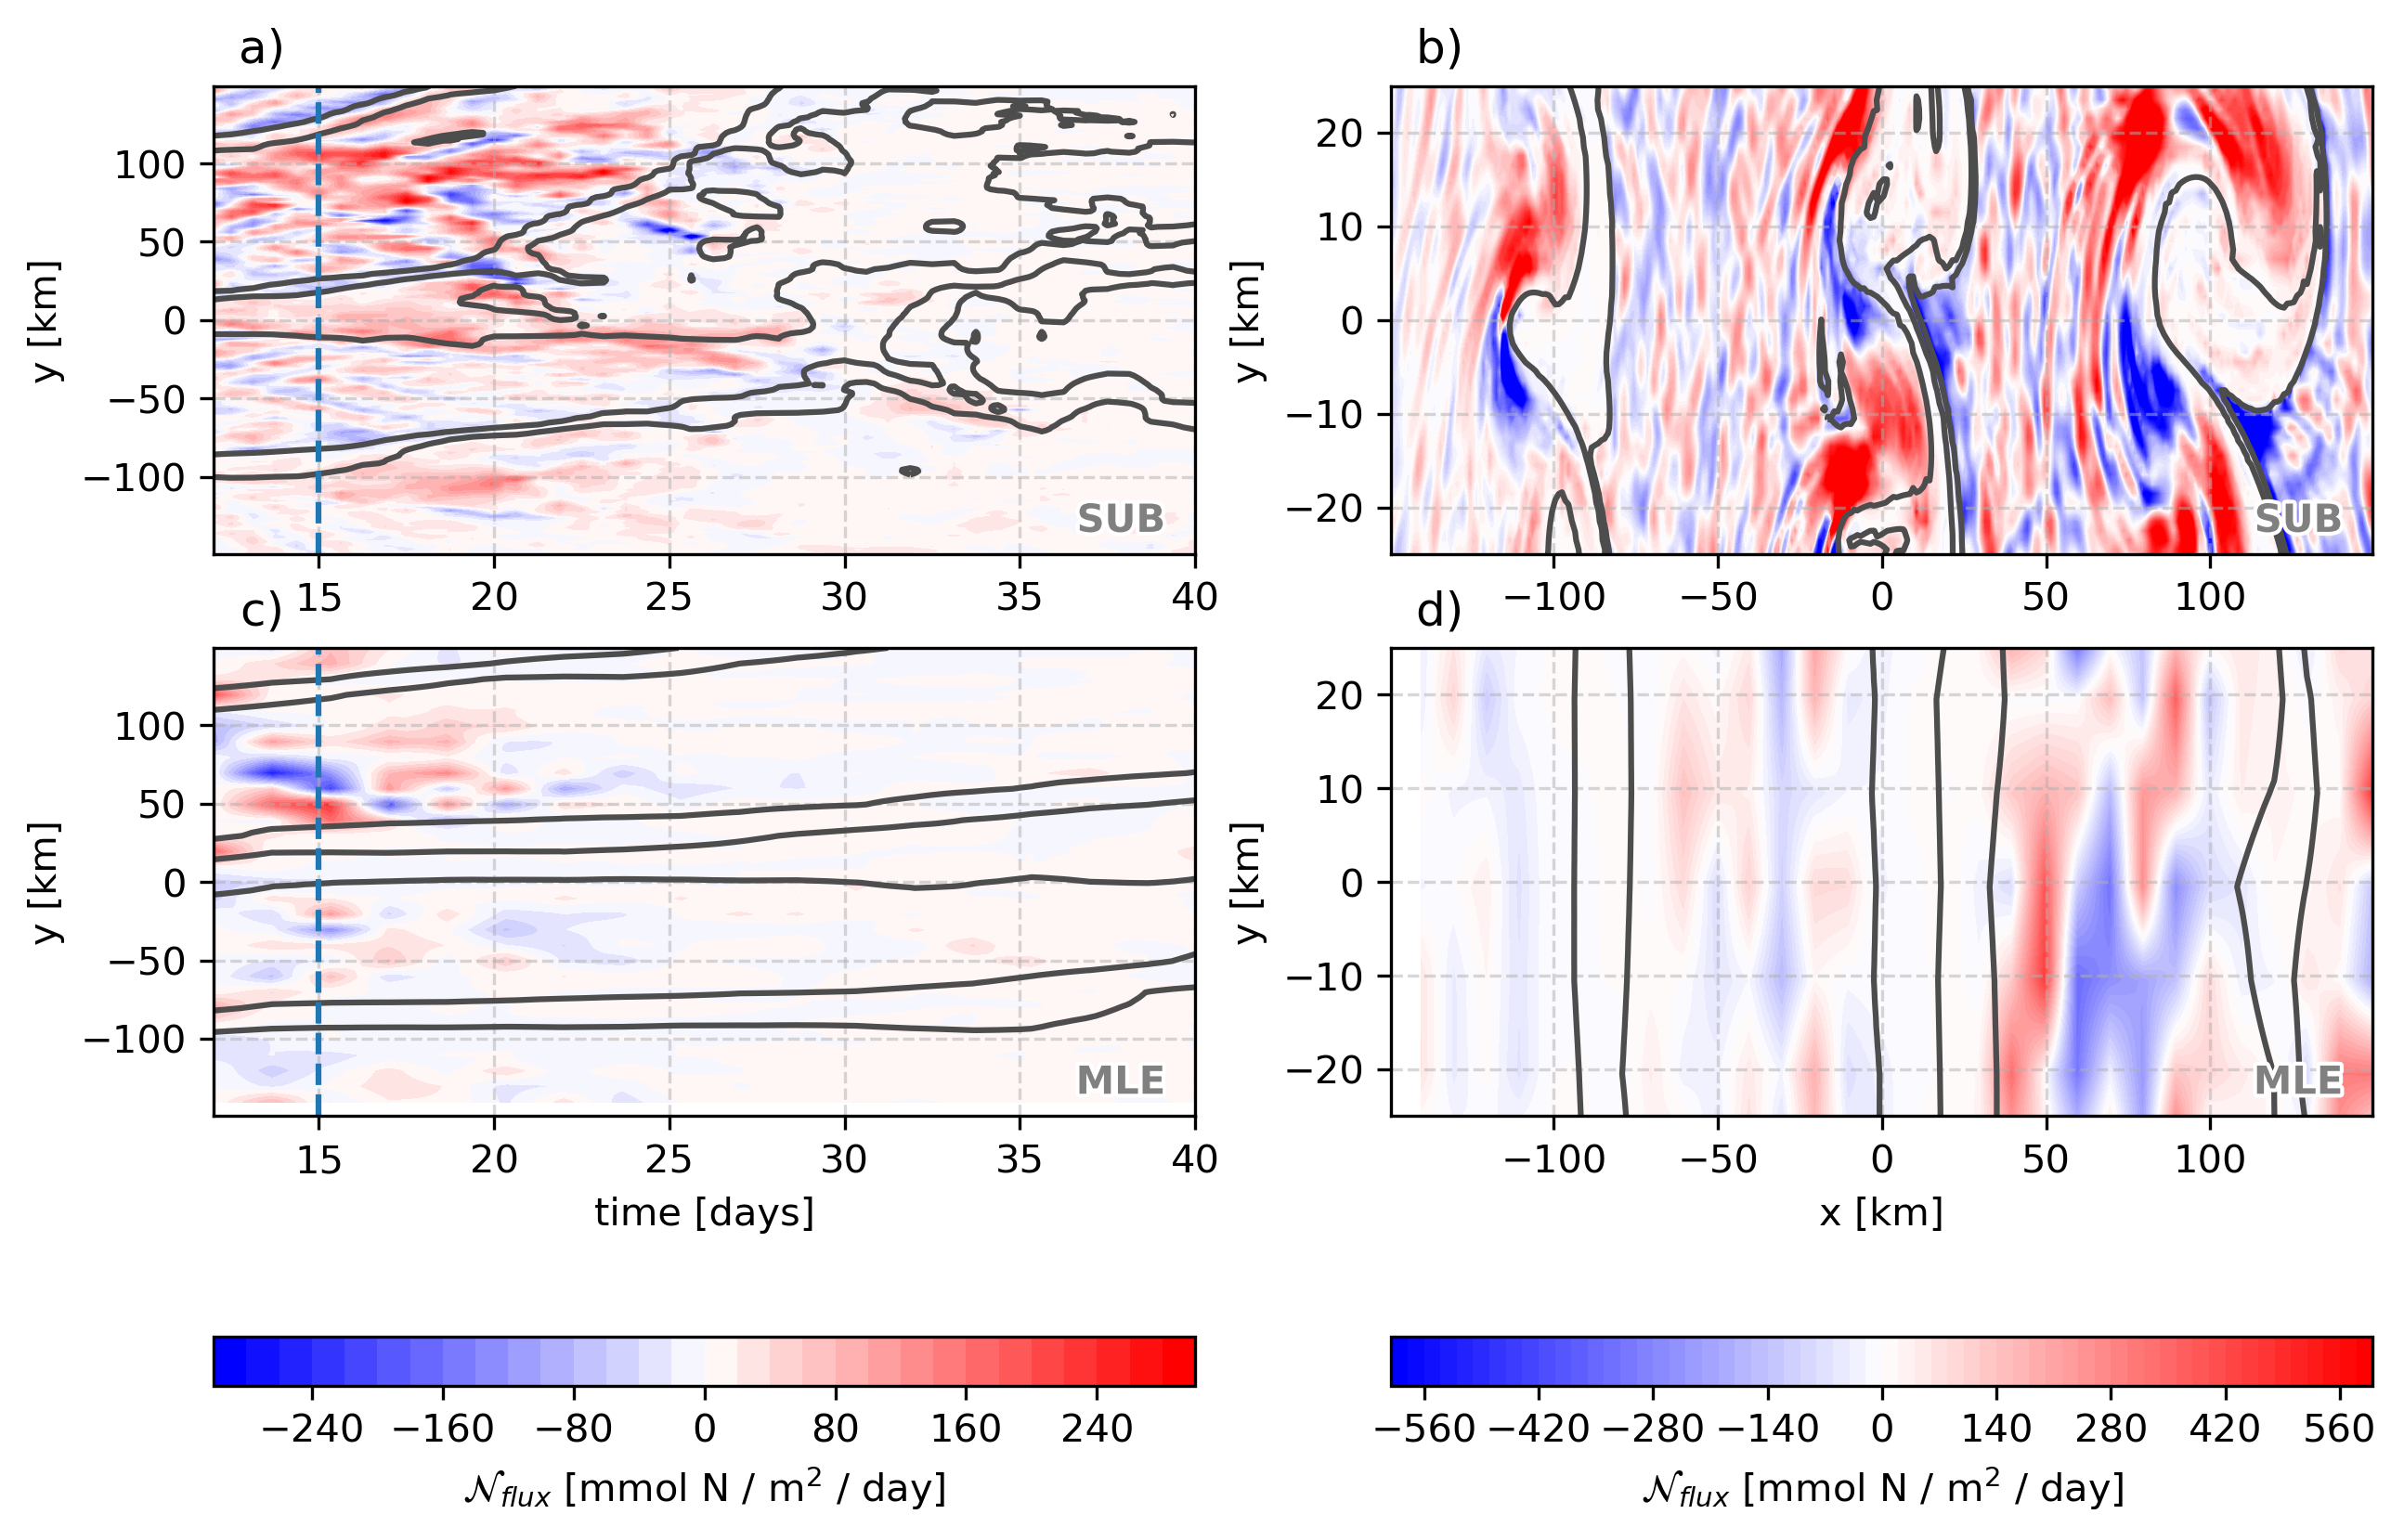 a)
b)
y [km]
100
50
0
−50
−100
SUB
15
20
25
30
35
40
y [km]
20
10
0
−10
−20
SUB
−100
−50
0
50
100
c)
d)
y [km]
100
50
0
−50
−100
MLE
15
20
25
30
35
40
time [days]
y [km]
20
10
0
−10
−20
MLE
−100
−50
0
50
100
x [km]
−240 −160 −80 0 80 160 240
𝒩flux [mmol N / m² / day]
−560 −420 −280 −140 0 140 280 420 560
𝒩flux [mmol N / m² / day]